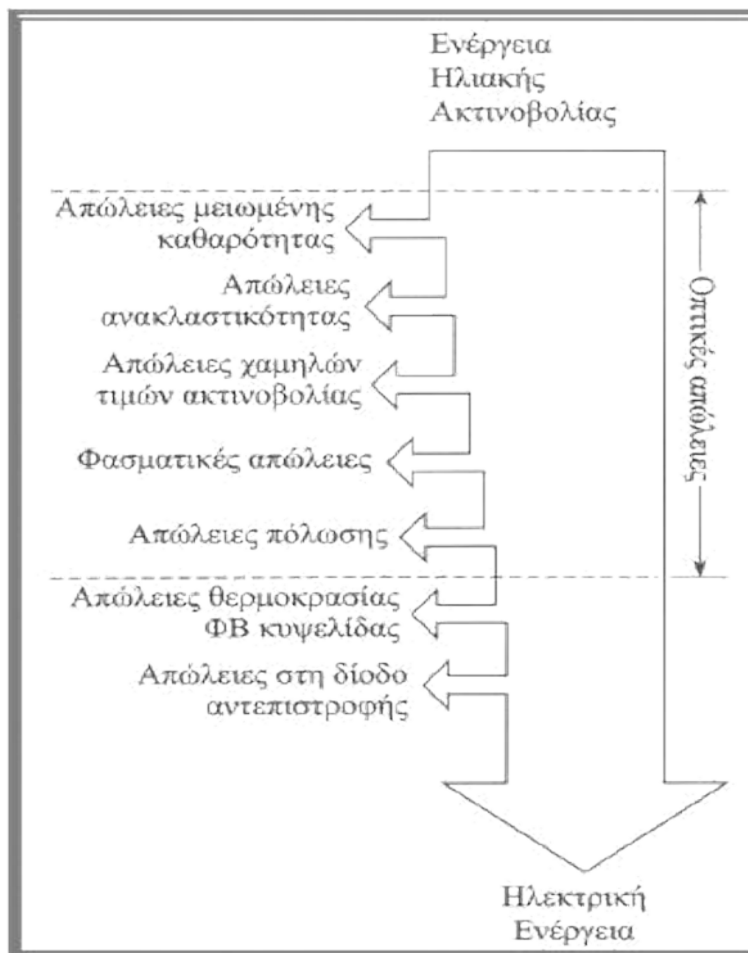 Ενέργεια
Ηλιακής
Ακτινοβολίας
Απώλειες μειωμένης
καθαρότητας
Απώλειες
ανακλαστικότητας
Απώλειες χαμηλών
τιμών ακτινοβολίας
Φασματικές απώλειες
Απώλειες πόλωσης
Απώλειες θερμοκρασίας
ΦΒ κυψελίδας
Απώλειες στη δίοδο
αντεπιστροφής
Οπτικές απώλειες
Ηλεκτρική
Ενέργεια